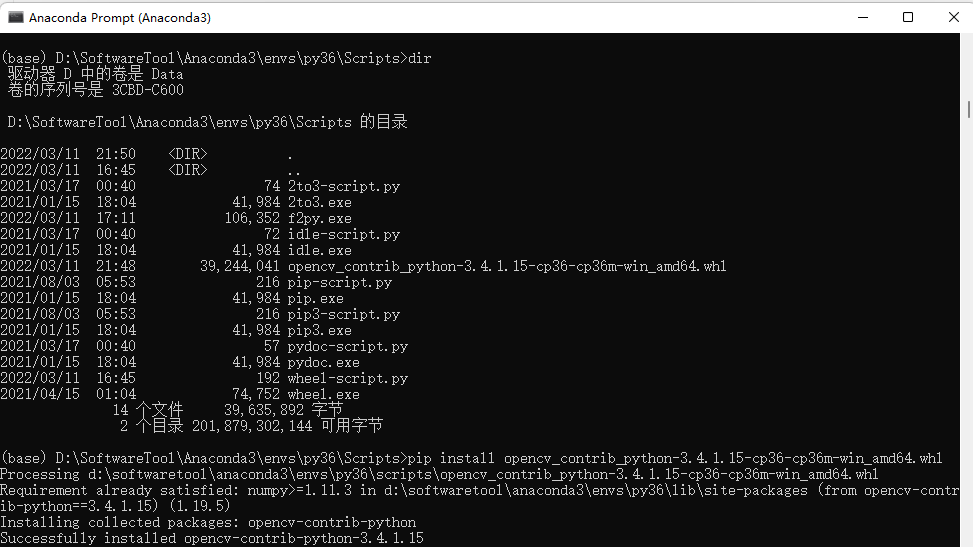 Anaconda Prompt (Anaconda3)
(base) D:\SoftwareTool\Anaconda3\envs\py36\Scripts>dir
驱动器 D 中的卷是 Data
卷的序列号是 3CBD-C600
D:\SoftwareTool\Anaconda3\envs\py36\Scripts 的目录
2022/03/11  21:50    <DIR>          .
2022/03/11  16:45    <DIR>          ..
2021/03/17  00:40                74 2to3-script.py
2021/01/15  18:04            41,984 2to3.exe
2022/03/11  17:11           106,352 f2py.exe
2021/03/17  00:40                72 idle-script.py
2021/01/15  18:04            41,984 idle.exe
2022/03/11  21:48        39,244,041 opencv_contrib_python-3.4.1.15-cp36-cp36m-win_amd64.whl
2021/08/03  05:53               216 pip-script.py
2021/01/15  18:04            41,984 pip.exe
2021/08/03  05:53               216 pip3-script.py
2021/01/15  18:04            41,984 pip3.exe
2021/03/17  00:40                57 pydoc-script.py
2021/01/15  18:04            41,984 pydoc.exe
2022/03/11  16:45               192 wheel-script.py
2021/04/15  01:04            74,752 wheel.exe
14 个文件     39,635,892 字节
2 个目录 201,879,302,144 可用字节
(base) D:\SoftwareTool\Anaconda3\envs\py36\Scripts>pip install opencv_contrib_python-3.4.1.15-cp36-cp36m-win_amd64.whl
Processing d:\softwaretool\anaconda3\envs\py36\scripts\opencv_contrib_python-3.4.1.15-cp36-cp36m-win_amd64.whl
Requirement already satisfied: numpy>=1.11.3 in d:\softwaretool\anaconda3\envs\py36\lib\site-packages (from opencv-contr
ib-python==3.4.1.15) (1.19.5)
Installing collected packages: opencv-contrib-python
Successfully installed opencv-contrib-python-3.4.1.15